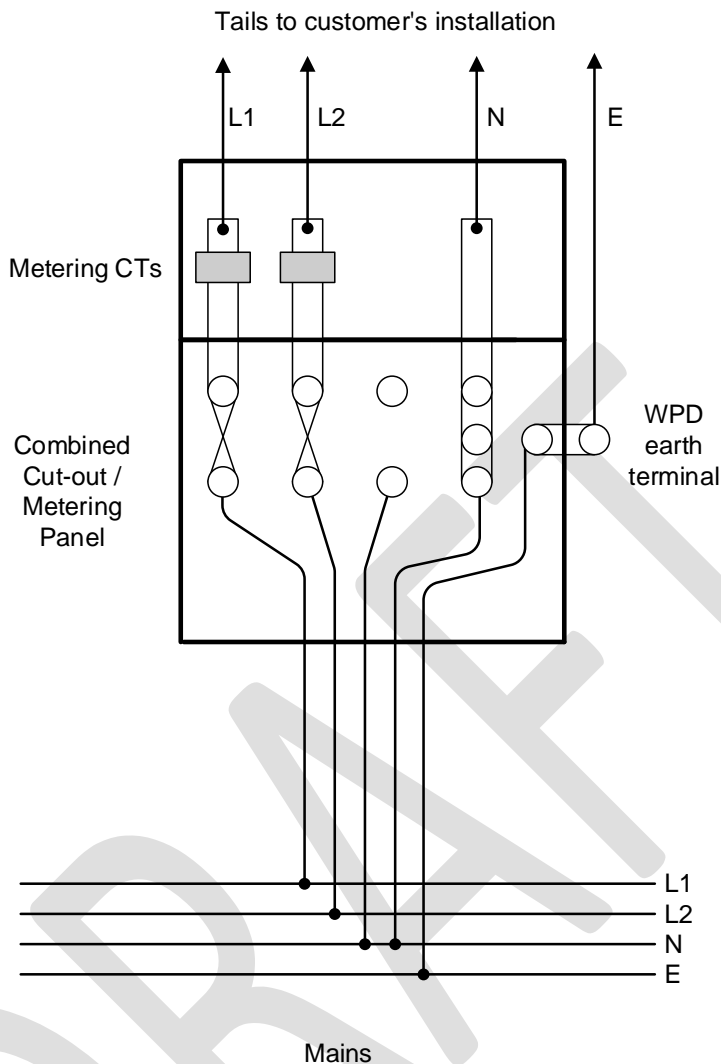 Tails to customer's installation
L1
L2
N
E
Metering CTs
Combined
Cut-out /
Metering
Panel
WPD
earth
terminal
L1
L2
N
E
Mains
DRAFT